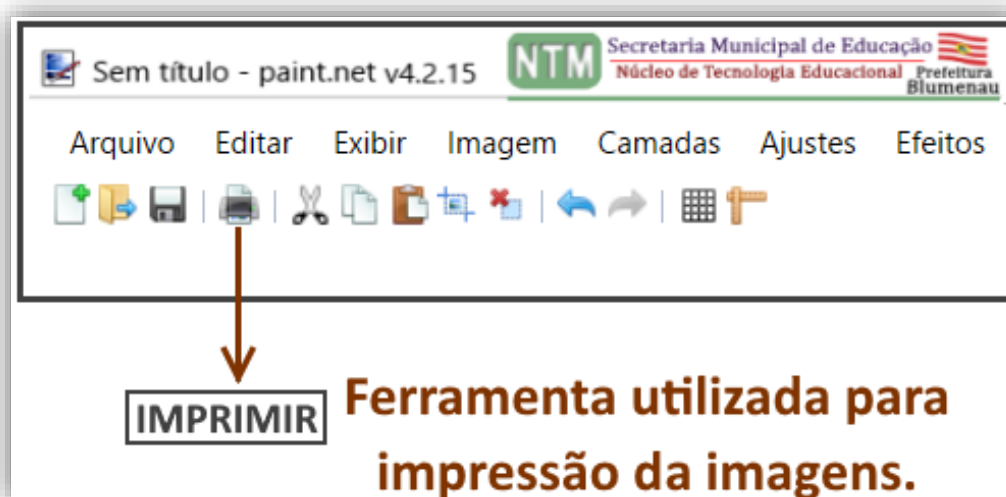 Sem título - paint.net v4.2.15
NTM
Secretaria Municipal de Educação
Núcleo de Tecnologia Educacional
Prefeitura
Blumenau
Arquivo Editar Exibir Imagem Camadas Ajustes Efeitos
IMPRIMIR
Ferramenta utilizada para
impressão da imagens.